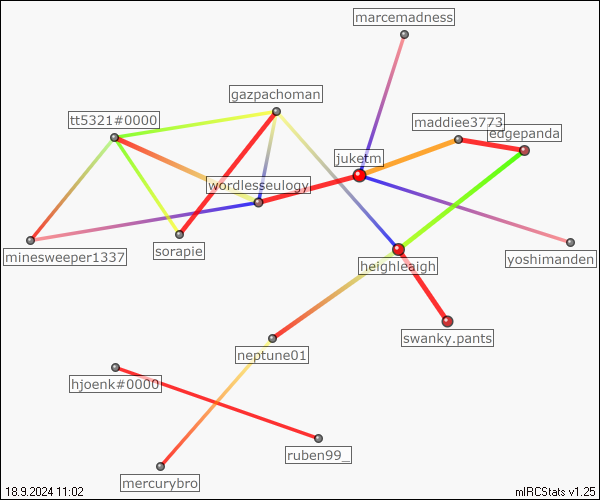 marcemadness
gazpachoman
tt5321#0000
maddiee3773
edgepanda
juketm
wordlesseulogy
sorapie
minesweeper1337
yoshimanden
heighleaigh
swanky.pants
neptune01
hjoenk#0000
ruben99_
mercurybro
18.9.2024 11:02
mIRCStats v1.25